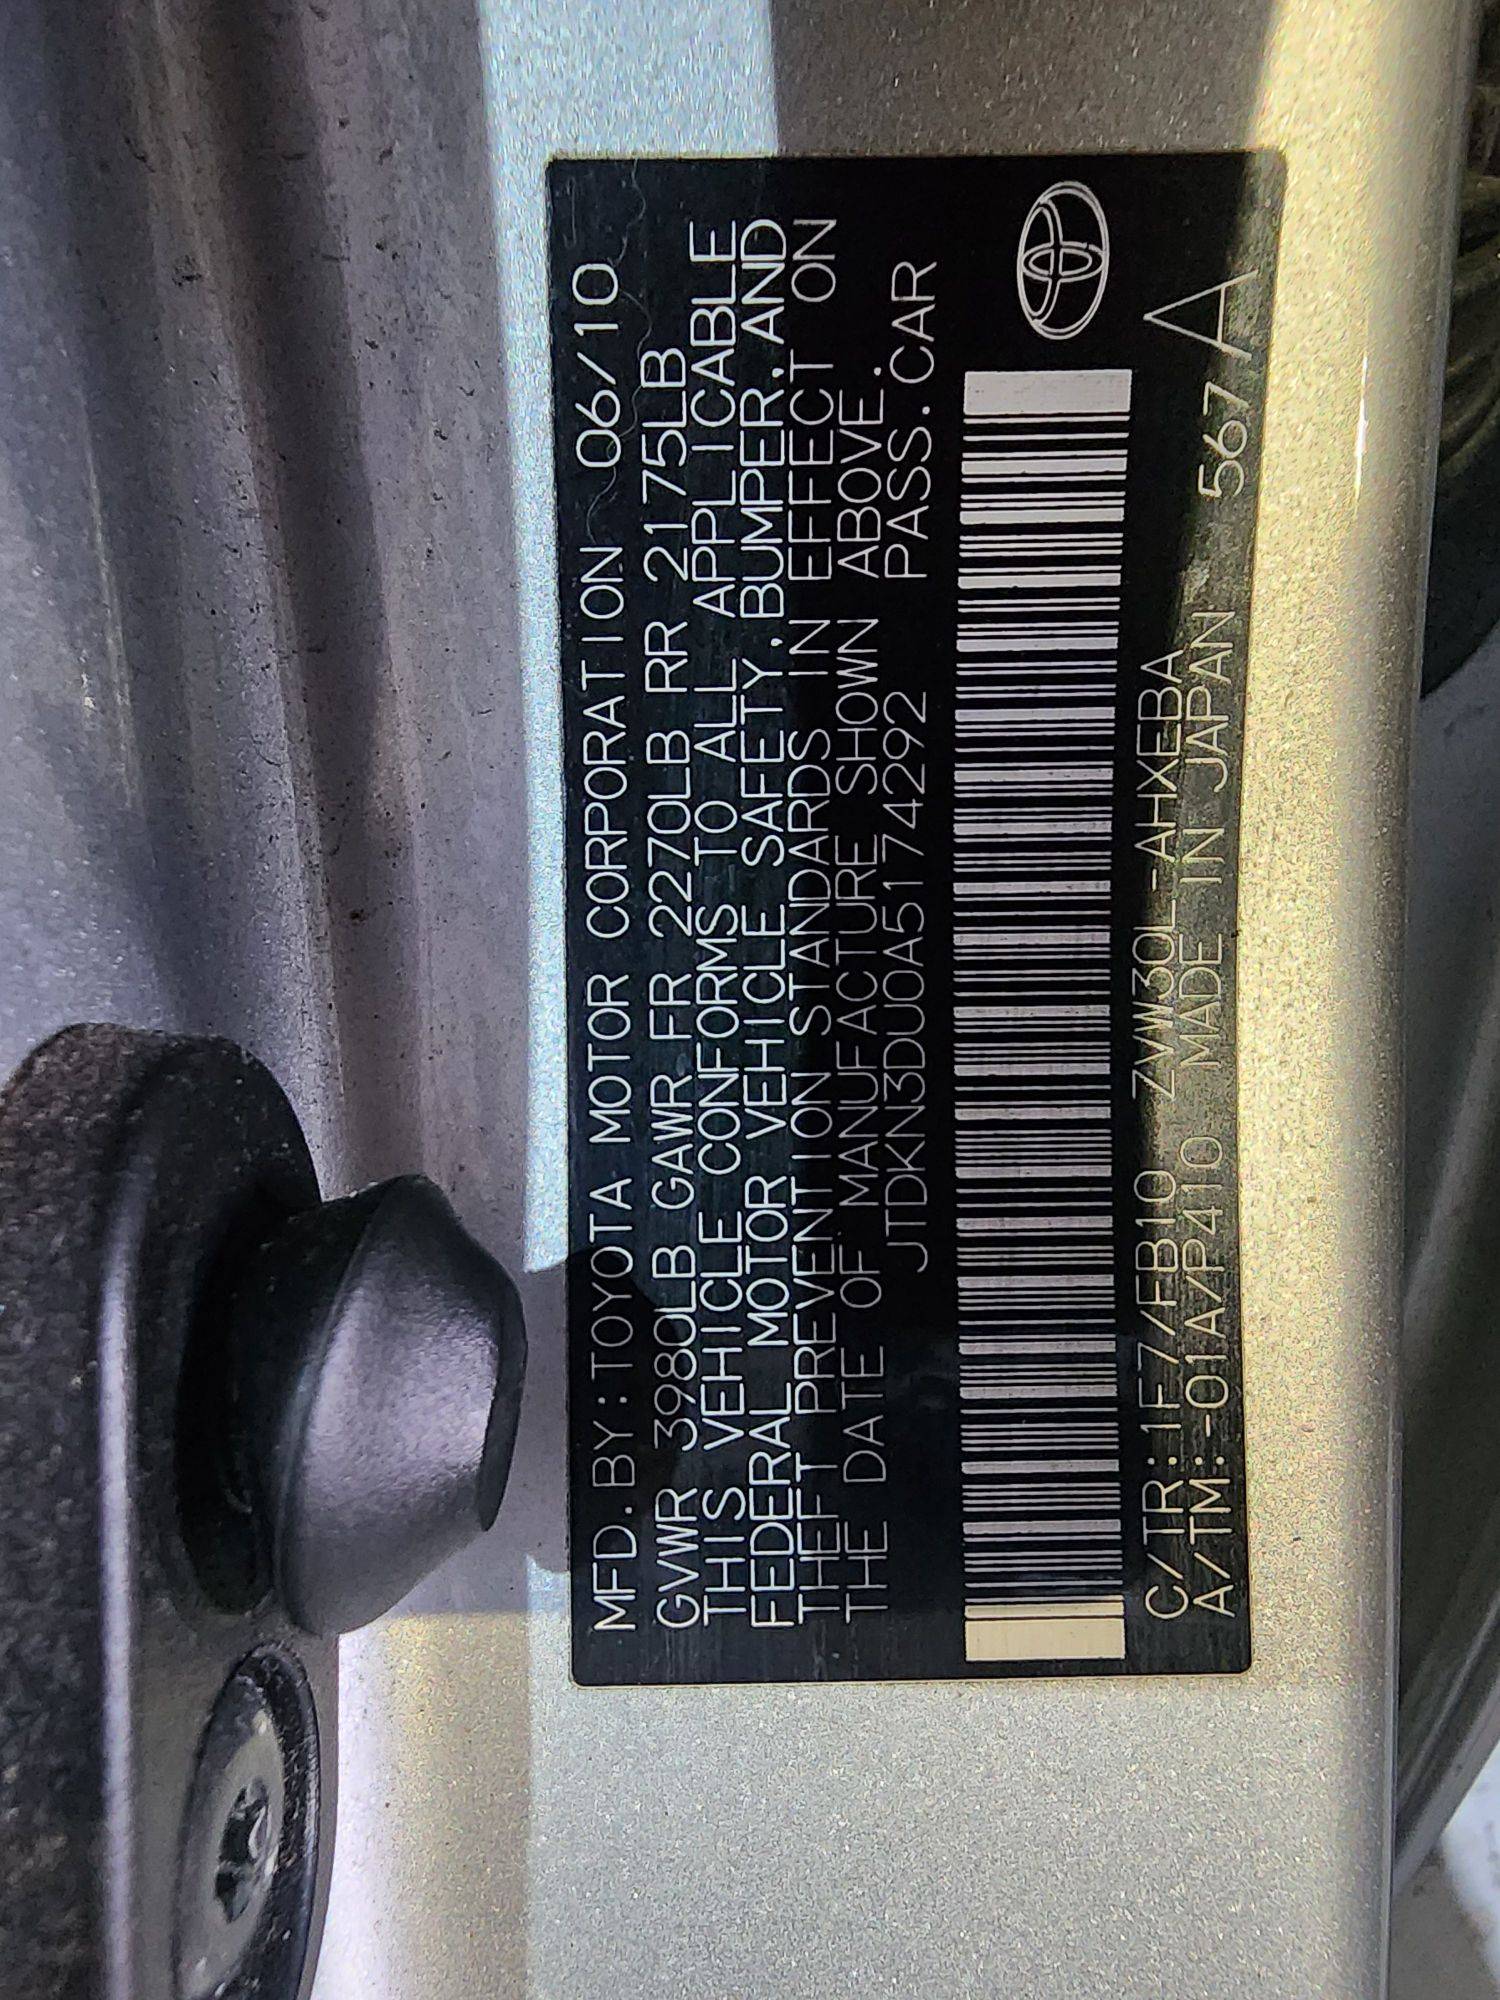 MFD.BY:TOYOTA MOTOR CORPORATION 06/10
GVWR 3980LB GAWR FR 2270LB RR 2175LB
THIS VEHICLE CONFORMS TO ALL APPLICABLE
FEDERAL MOTOR VEHICLE SAFETY,BUMPER,AND
THEFT PREVENTION STANDARDS IN EFFECT ON
THE DATE OF MANUFACTURE SHOWN ABOVE.
JTDKN3DU0A5174292 PASS.CAR
C/TR:1F7/FB10 ZVW30L-AHXEBA
A/TM:-01A/P410 MADE IN JAPAN 567 A